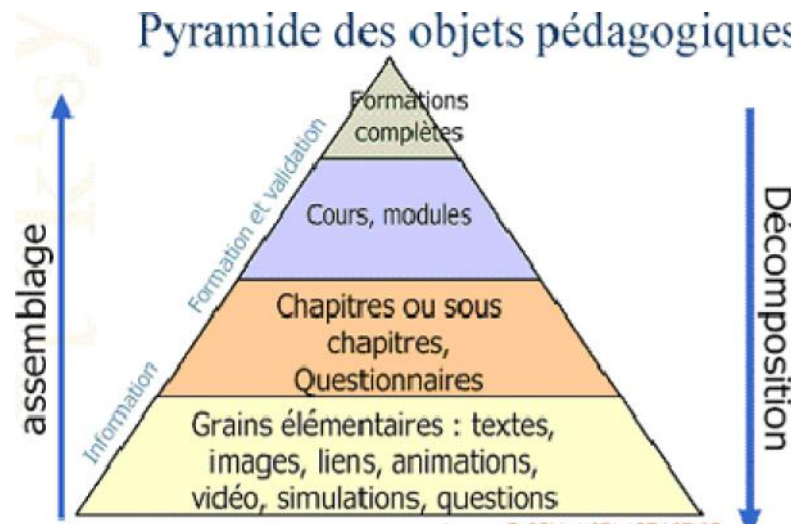 Pyramide des objets pédagogiques
Formations
complètes
Formation et validation
Cours, modules
assemblage
Décomposition
Chapitres ou sous
chapitres,
Questionnaires
Information
Grains élémentaires : textes,
images, liens, animations,
vidéo, simulations, questions